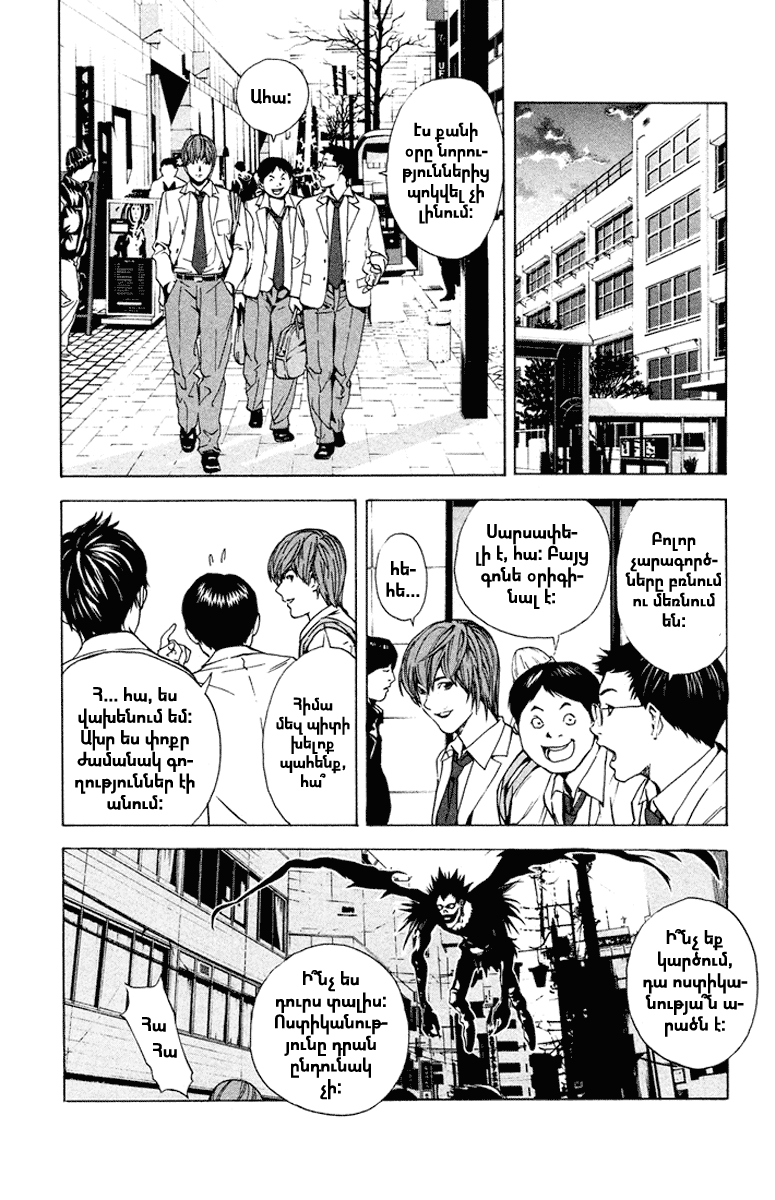 էս քանի
օրը նորու-
թյուններից
պոկվել չի
լինում։
Ահա։
Բոլոր
չարագործ-
ները բռնում
ու մեռնում
են։
Սարսափե-
լի է, հա։ Բայց
գոնե օրիգի-
նալ է։
հե-
հե...
Հիմա
մեզ պիտի
խելոք
պահենք,
հա՞
Հ... հա, ես
վախենում եմ։
Ախր ես փոքր
ժամանակ գո-
ղություններ էի
անում։
Ի՞նչ եք
կարծում,
դա ոստիկա-
նությա՞ն ա-
րածն է։
Ի՞նչ ես
դուրս տալիս։
Ոստիկանութ-
յունը դրան
ընդունակ
չի։
Հա
Հա